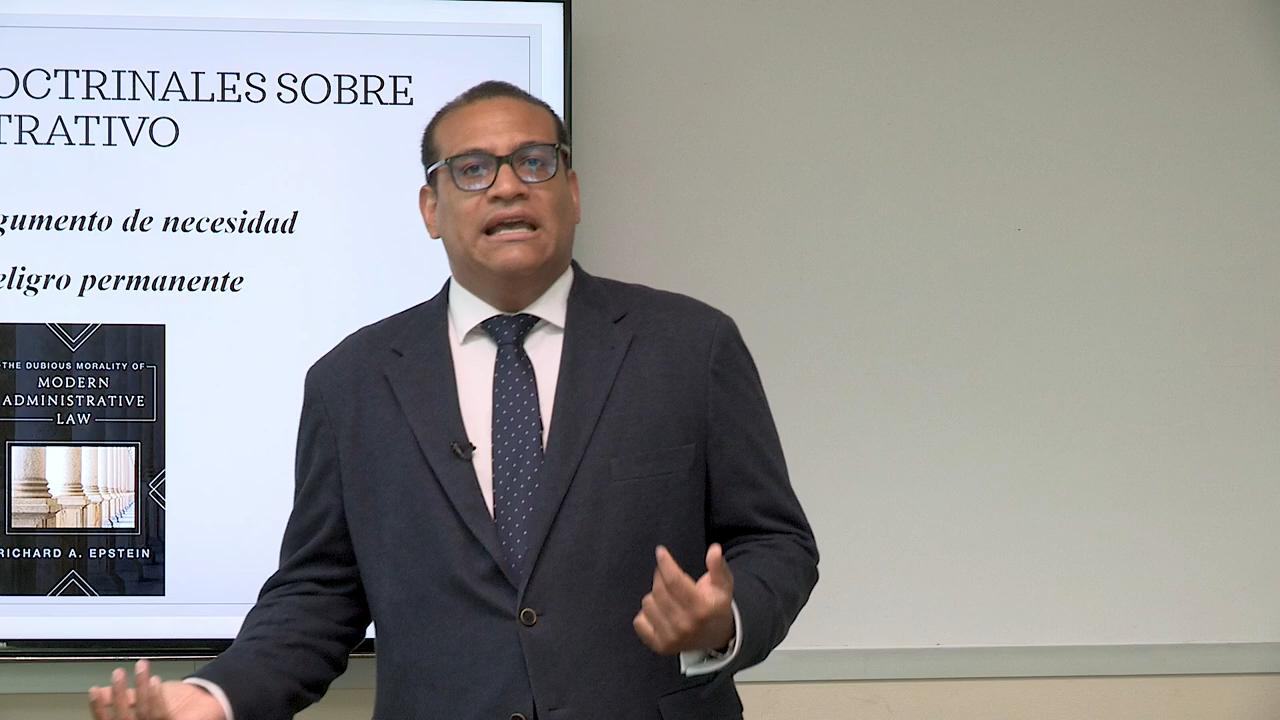 OCTRINALES SOBRE
TRATIVO
gumento de necesidad
eligro permanente
THE DUBIOUS MORALITY OF
MODERN
ADMINISTRATIVE
LAW
RICHARD A. EPSTEIN